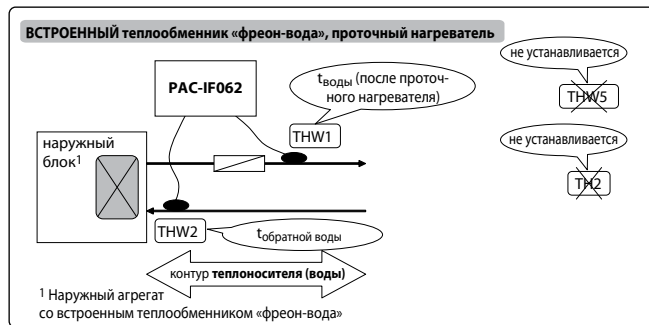 ВСТРОЕННЫЙ теплообменник «фреон-вода», проточный нагреватель
не устанавливается
THW5
PAC-IF062
tводы (после проточ-
ного нагревателя)
THW1
наружный
блок1
не устанавливается
TH2
THW2
tобратной воды
контур теплоносителя (воды)
1 Наружный агрегат
со встроенным теплообменником «фреон-вода»